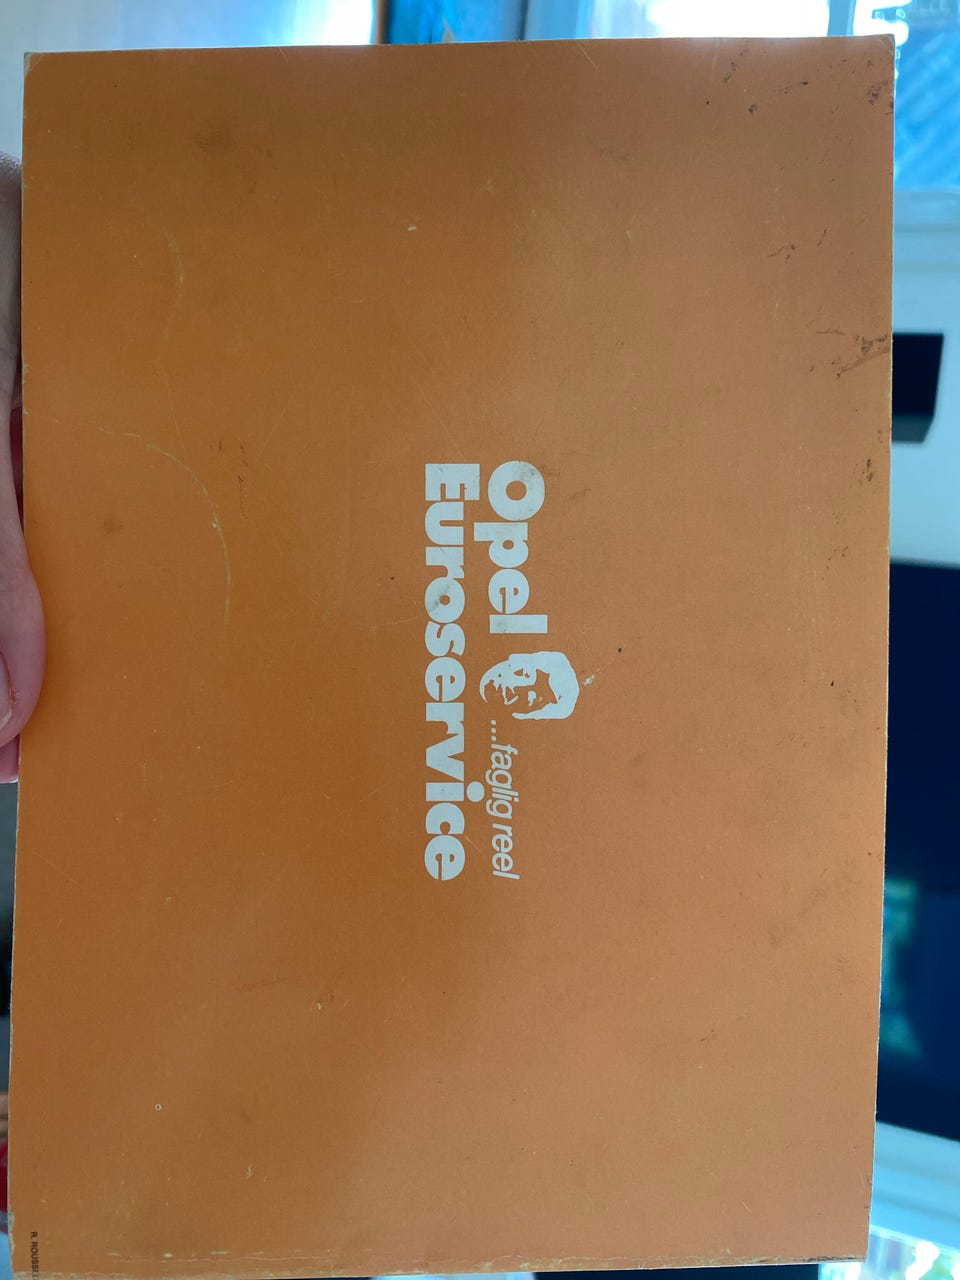 Opel
...faglig reel
Euroservice